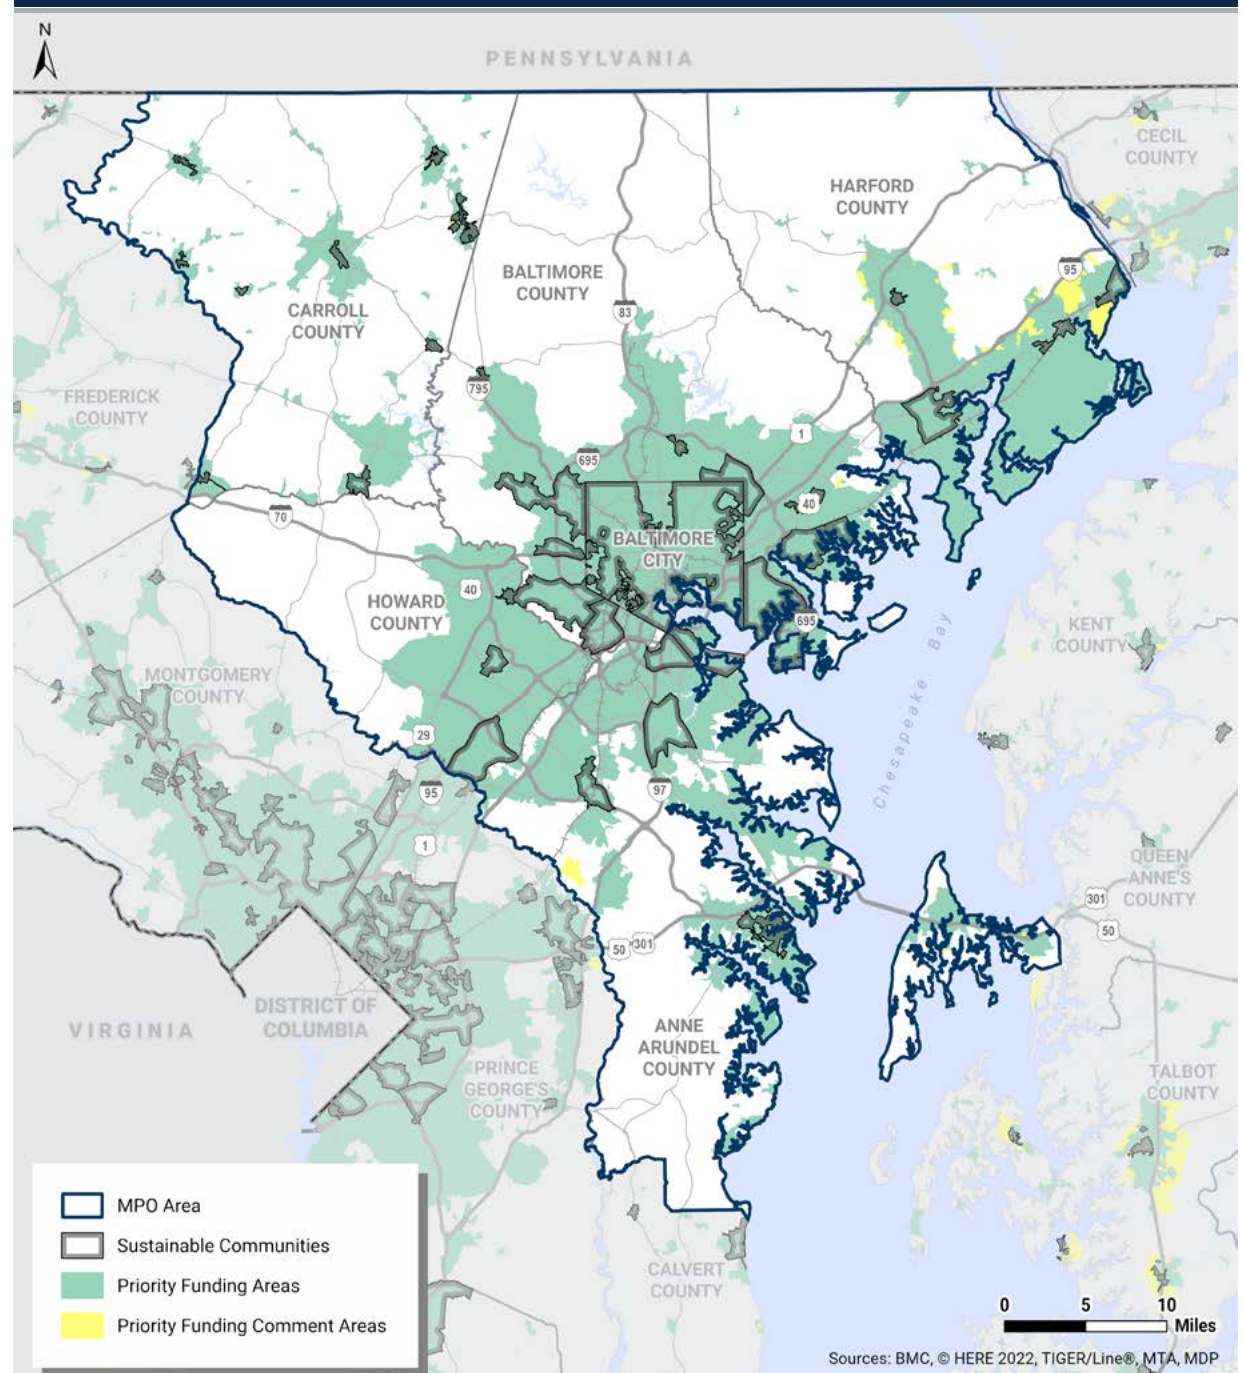 N
PENNSYLVANIA
CECIL
COUNTY
HARFORD
COUNTY
BALTIMORE
COUNTY
95
CARROLL
COUNTY
83
FREDERICK
COUNTY
795
1
695
40
70
BALTIMORE
CITY
40
HOWARD
COUNTY
695
KENT
COUNTY
MONTGOMERY
COUNTY
Chesapeake Bay
29
95
97
1
QUEEN
ANNE'S
COUNTY
301
50
50
301
DISTRICT OF
COLUMBIA
VIRGINIA
ANNE
ARUNDEL
COUNTY
PRINCE
GEORGE'S
COUNTY
TALBOT
COUNTY
CALVERT
COUNTY
MPO Area
Sustainable Communities
Priority Funding Areas
Priority Funding Comment Areas
0 5 10
Miles
Sources: BMC, © HERE 2022, TIGER/Line®, MTA, MDP